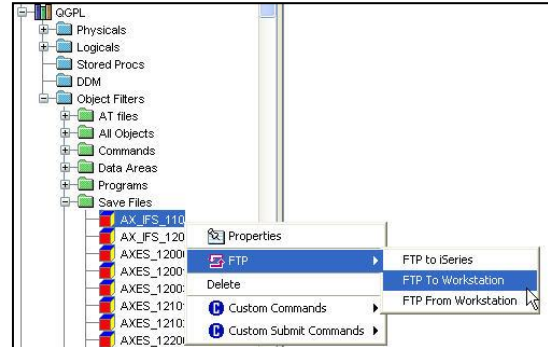 QGPL
Physicals
Logicals
Stored Procs
DDM
Object Filters
AT files
All Objects
Commands
Data Areas
Programs
Save Files
AX_IFS_110
AX_IFS_120
AXES_1200
AXES_1200
AXES_1200
AXES_1210
AXES_1210
AXES_1220
Properties
FTP
Delete
Custom Commands
Custom Submit Commands
FTP to iSeries
FTP To Workstation
FTP From Workstation